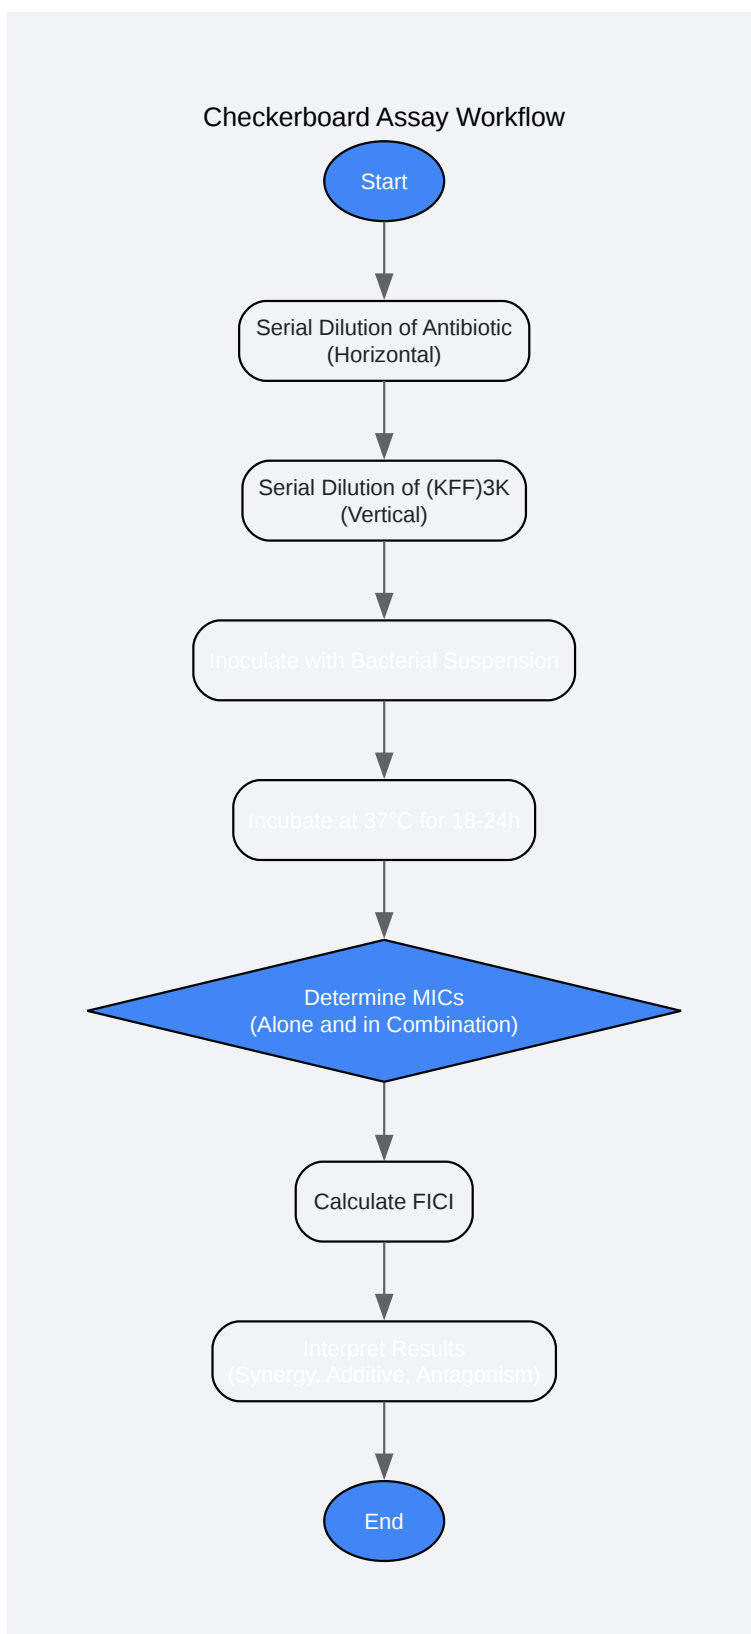 Checkerboard Assay Workflow
Start
Serial Dilution of Antibiotic
(Horizontal)
Serial Dilution of (KFF)3K
(Vertical)
Inoculate with Bacterial Suspension
Incubate at 37°C for 18-24h
Determine MICs
(Alone and in Combination)
Calculate FICI
Interpret Results
(Synergy, Additive, Antagonism)
End